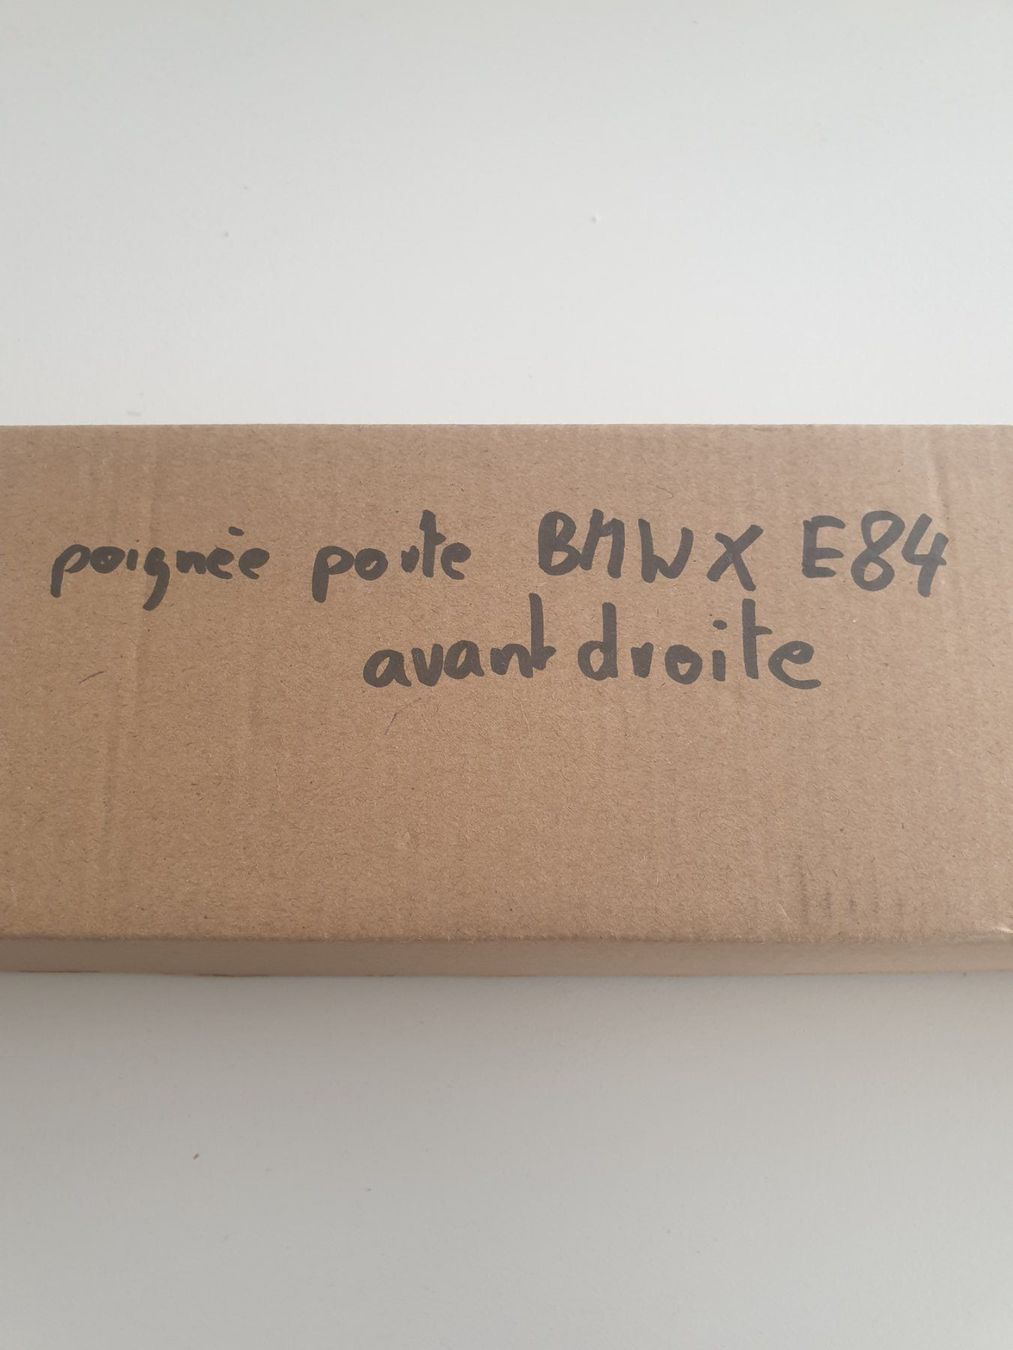 poignée porte BMW X E84
avant droite